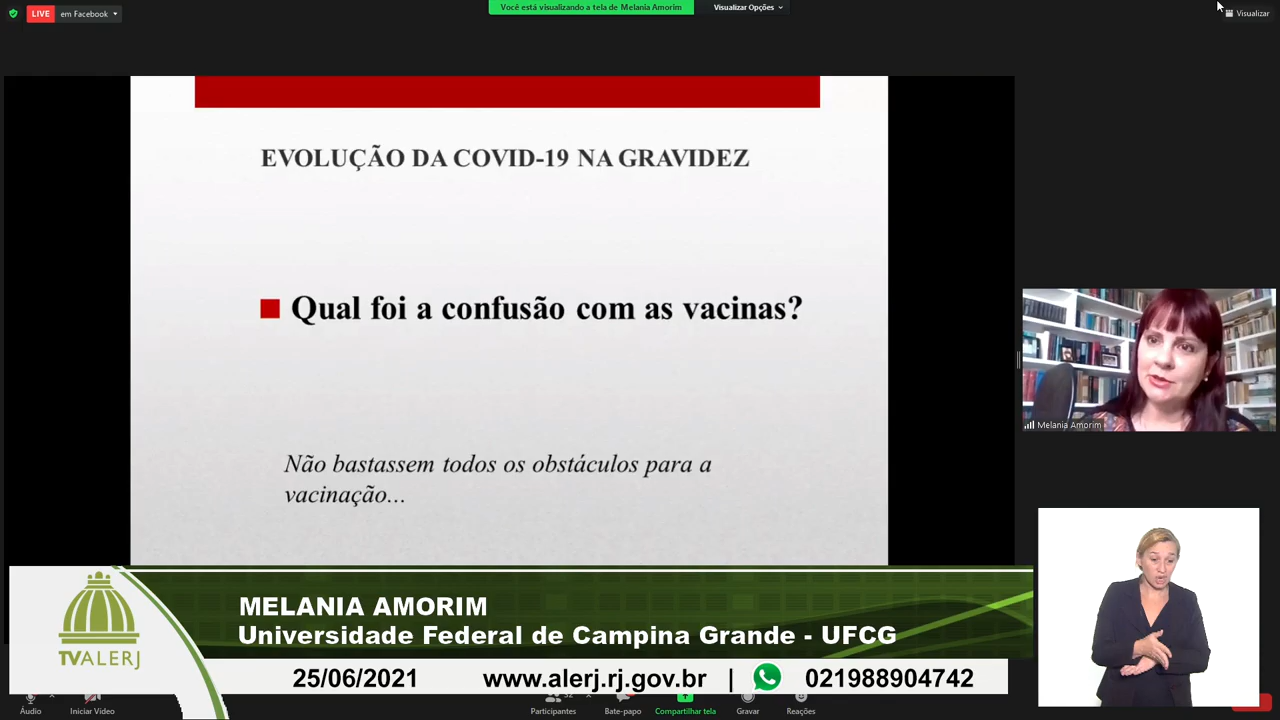 LIVE em Facebook
Você está visualizando a tela de Melania Amorim
Visualizar Opções
Visualizar
EVOLUÇÃO DA COVID-19 NA GRAVIDEZ
Qual foi a confusão com as vacinas?
Não bastassem todos os obstáculos para a
vacinação...
Melania Amorim
TVALERJ
MELANIA AMORIM
Universidade Federal de Campina Grande - UFCG
25/06/2021 www.alerj.rj.gov.br | 021988904742
Áudio
Iniciar Vídeo
Participantes
Bate-papo
Compartilhar tela
Gravar
Reações